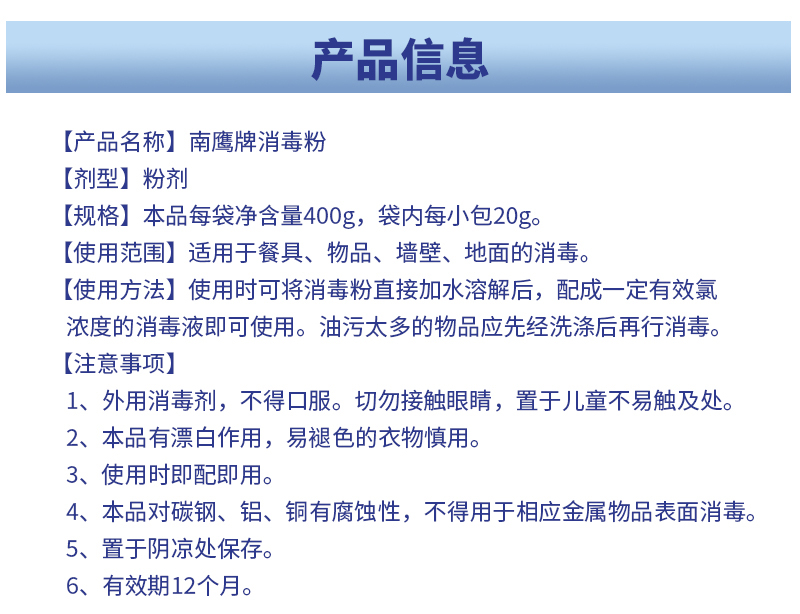 产品信息
【产品名称】南鹰牌消毒粉
【剂型】粉剂
【规格】本品每袋净含量400g，袋内每小包20g。
【使用范围】适用于餐具、物品、墙壁、地面的消毒。
【使用方法】使用时可将消毒粉直接加水溶解后，配成一定有效氯
浓度的消毒液即可使用。油污太多的物品应先经洗涤后再行消毒。
【注意事项】
1、外用消毒剂，不得口服。切勿接触眼睛，置于儿童不易触及处。
2、本品有漂白作用，易褪色的衣物慎用。
3、使用时即配即用。
4、本品对碳钢、铝、铜有腐蚀性，不得用于相应金属物品表面消毒。
5、置于阴凉处保存。
6、有效期12个月。